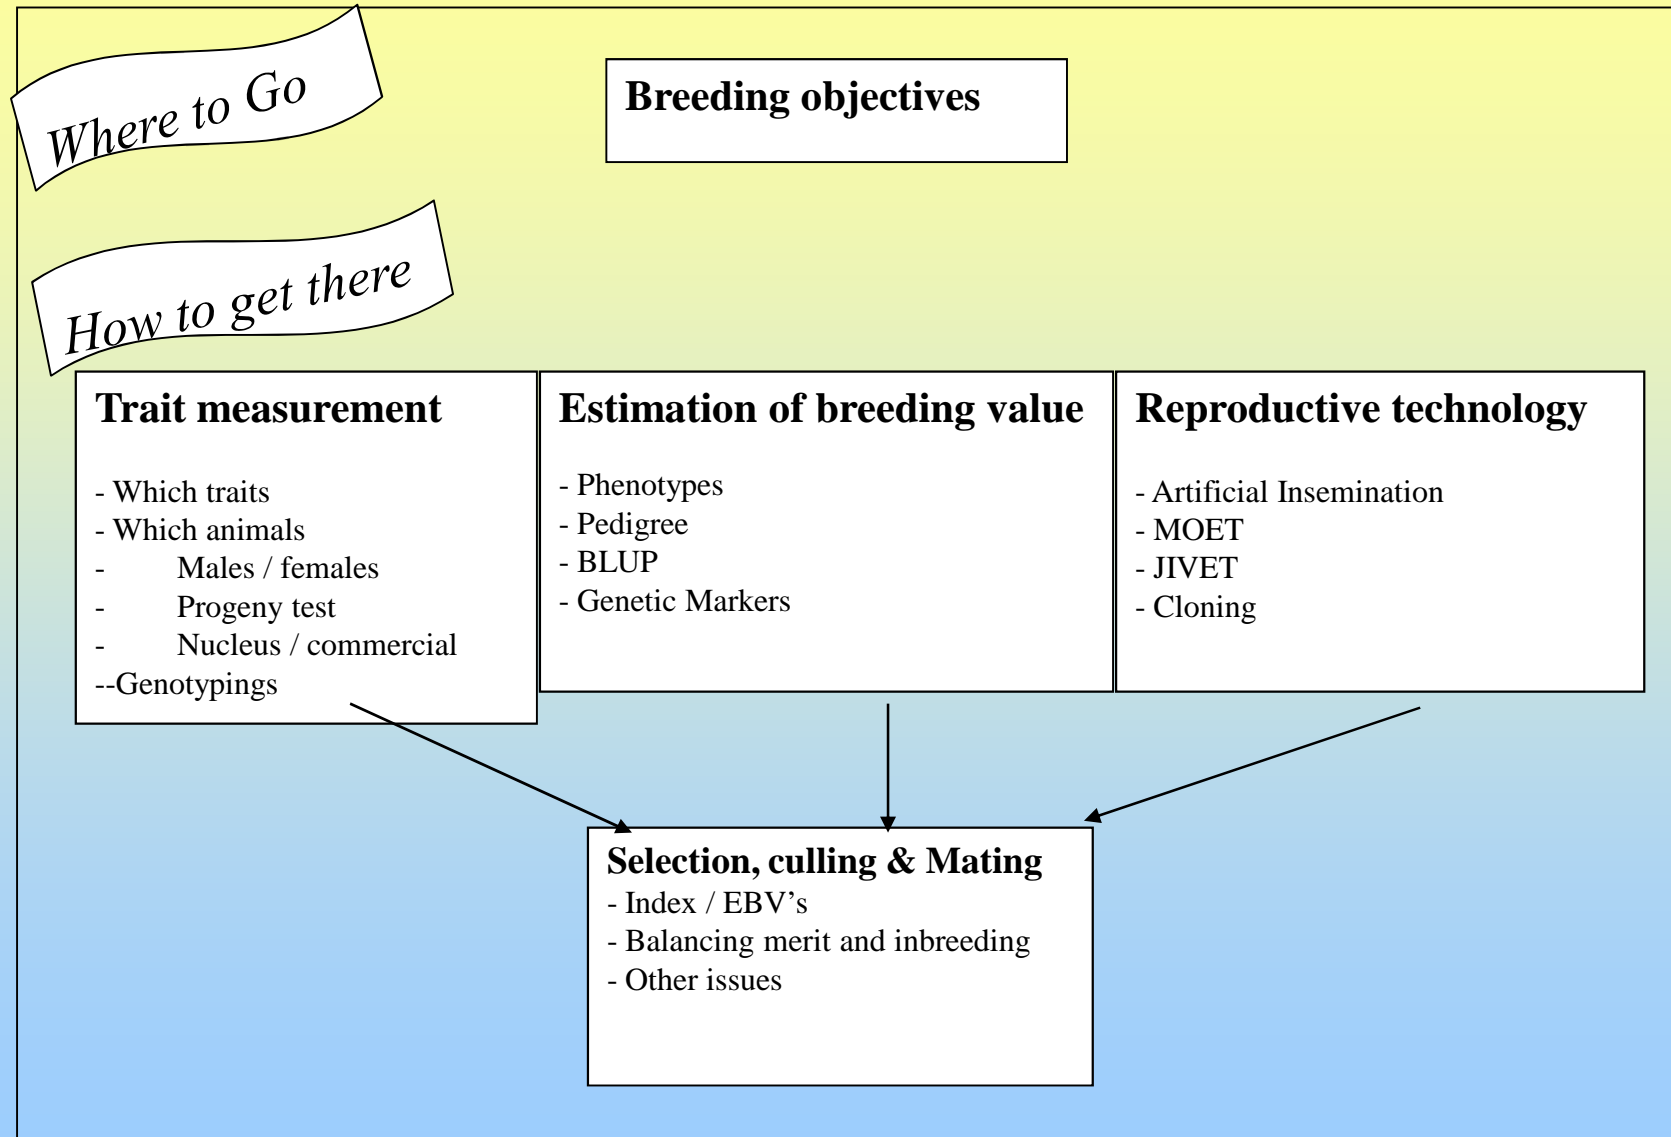 Where to Go
Breeding objectives
How to get there
Trait measurement
- Which traits
- Which animals
- Males / females
- Progeny test
- Nucleus / commercial
--Genotypings
Estimation of breeding value
- Phenotypes
- Pedigree
- BLUP
- Genetic Markers
Reproductive technology
- Artificial Insemination
- MOET
- JIVET
- Cloning
Selection, culling & Mating
- Index / EBV’s
- Balancing merit and inbreeding
- Other issues